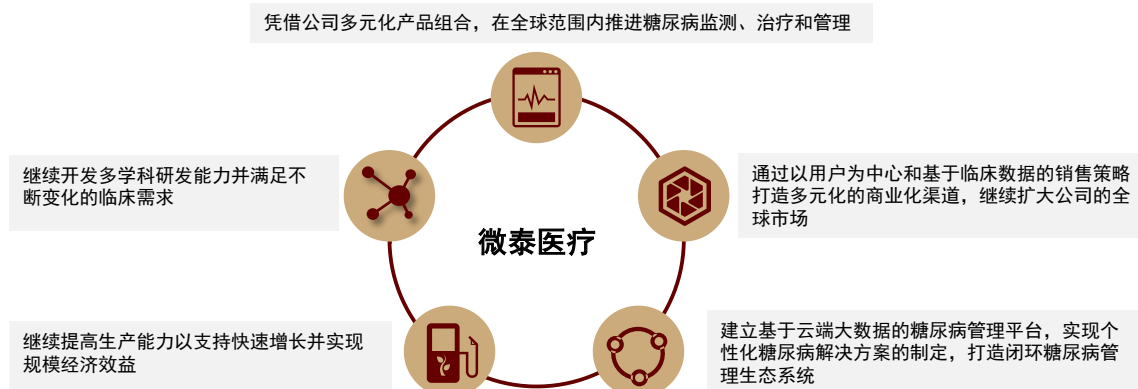 凭借公司多元化产品组合，在全球范围内推进糖尿病监测、治疗和管理
继续开发多学科研发能力并满足不
断变化的临床需求
通过以用户为中心和基于临床数据的销售策略
打造多元化的商业化渠道，继续扩大公司的全
球市场
微泰医疗
继续提高生产能力以支持快速增长并实现
规模经济效益
建立基于云端大数据的糖尿病管理平台，实现个
性化糖尿病解决方案的制定，打造闭环糖尿病管
理生态系统